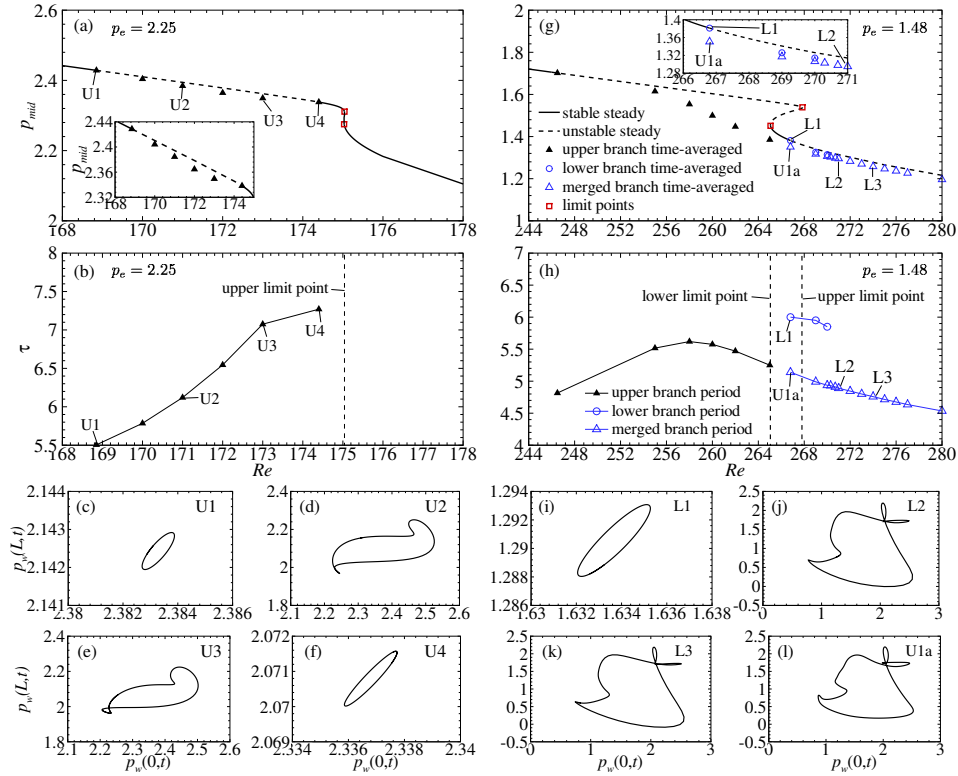 (a)
p_e = 2.25
p_mid
3
2.8
2.6
2.4
2.2
2
U1
U2
U3
U4
p_mid
2.44
2.36
2.32
168
170
172
174
168
170
171
172
173
174
175
176
177
178
(g)
p_e = 1.48
2
1.8
1.6
1.4
1.2
1
1.4
1.36
1.32
1.28
266
267
268
269
270
271
L1
L2
U1a
stable steady
unstable steady
upper branch time-averaged
lower branch time-averaged
merged branch time-averaged
limit points
L1
U1a
L2
L3
244
248
252
256
260
264
268
272
276
280
(b)
p_e = 2.25
τ
8
7.5
7
6.5
6
5.5
upper limit point
U1
U2
U3
U4
168
169
170
171
172
173
174
175
176
177
178
Re
(h)
p_e = 1.48
7
6.5
6
5.5
5
4.5
4
lower limit point
upper limit point
L1
U1a
L2
L3
upper branch period
lower branch period
merged branch period
244
248
252
256
260
264
268
272
276
280
Re
(c)
U1
p_w(L,t)
2.144
2.143
2.142
2.141
2.38
2.382
2.384
2.386
(d)
U2
2.4
2.2
2
1.8
2.1
2.2
2.3
2.4
2.5
2.6
(i)
L1
1.294
1.292
1.29
1.288
1.286
1.63
1.632
1.635
1.636
1.638
(j)
L2
2.5
2
1.5
1
0.5
0
-0.5
0
1
2
3
(e)
U3
p_w(L,t)
2.4
2.2
2
1.8
2.1
2.2
2.3
2.4
2.5
2.6
p_w(0,t)
(f)
U4
2.072
2.071
2.07
2.069
2.334
2.336
2.338
2.34
p_w(0,t)
(k)
L3
2.5
2
1.5
1
0.5
0
-0.5
0
1
2
3
p_w(0,t)
(l)
U1a
2.5
2
1.5
1
0.5
0
-0.5
0
1
2
3
p_w(0,t)